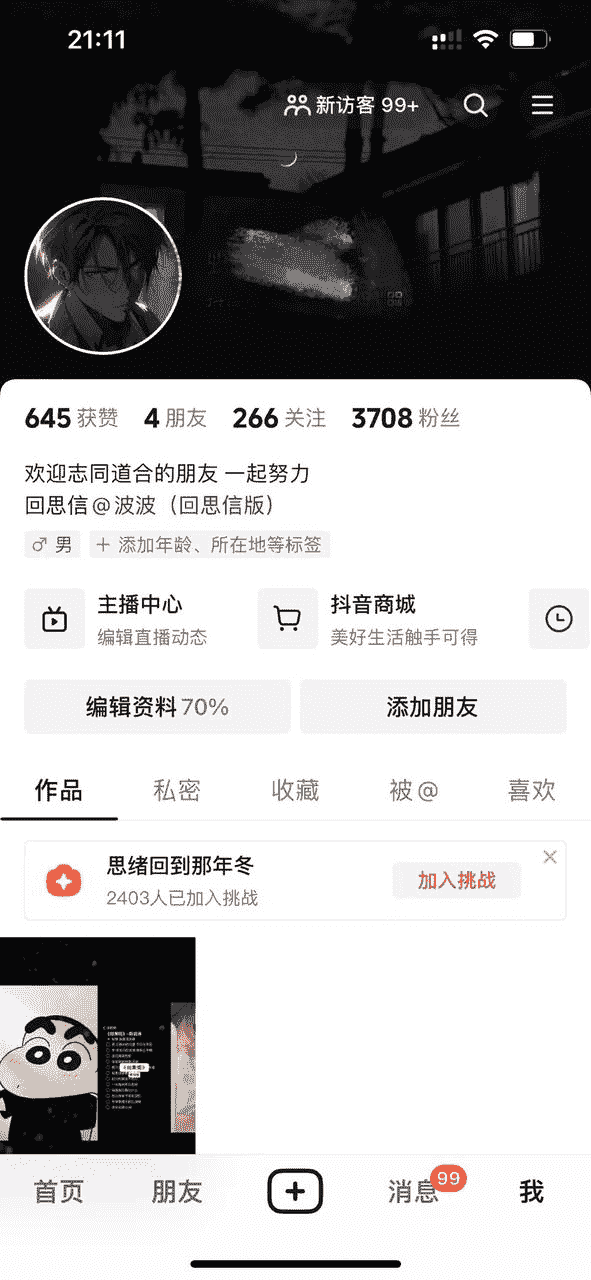 21:11
新访客 99+
645 获赞 4 朋友 266 关注 3708 粉丝
欢迎志同道合的朋友 一起努力
回思信@波波（回思信版）
♂ 男 + 添加年龄、所在地等标签
主播中心 抖音商城
编辑直播动态 美好生活触手可得
编辑资料 70% 添加朋友
作品 私密 收藏 被@ 喜欢
思绪回到那年冬
2403人已加入挑战
加入挑战
首页 朋友 消息 99 我